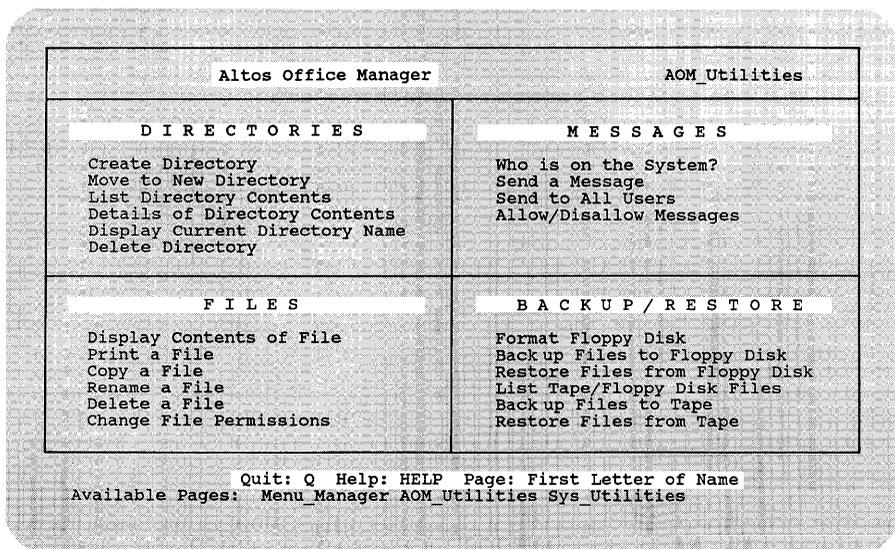 Altos Office Manager AOM_Utilities
D I R E C T O R I E S
Create Directory
Move to New Directory
List Directory Contents
Details of Directory Contents
Display Current Directory Name
Delete Directory
M E S S A G E S
Who is on the System?
Send a Message
Send to All Users
Allow/Disallow Messages
F I L E S
Display Contents of File
Print a File
Copy a File
Rename a File
Delete a File
Change File Permissions
B A C K U P / R E S T O R E
Format Floppy Disk
Back up Files to Floppy Disk
Restore Files from Floppy Disk
List Tape/Floppy Disk Files
Back up Files to Tape
Restore Files from Tape
Quit: Q Help: HELP Page: First Letter of Name
Available Pages: Menu_Manager AOM_Utilities Sys_Utilities